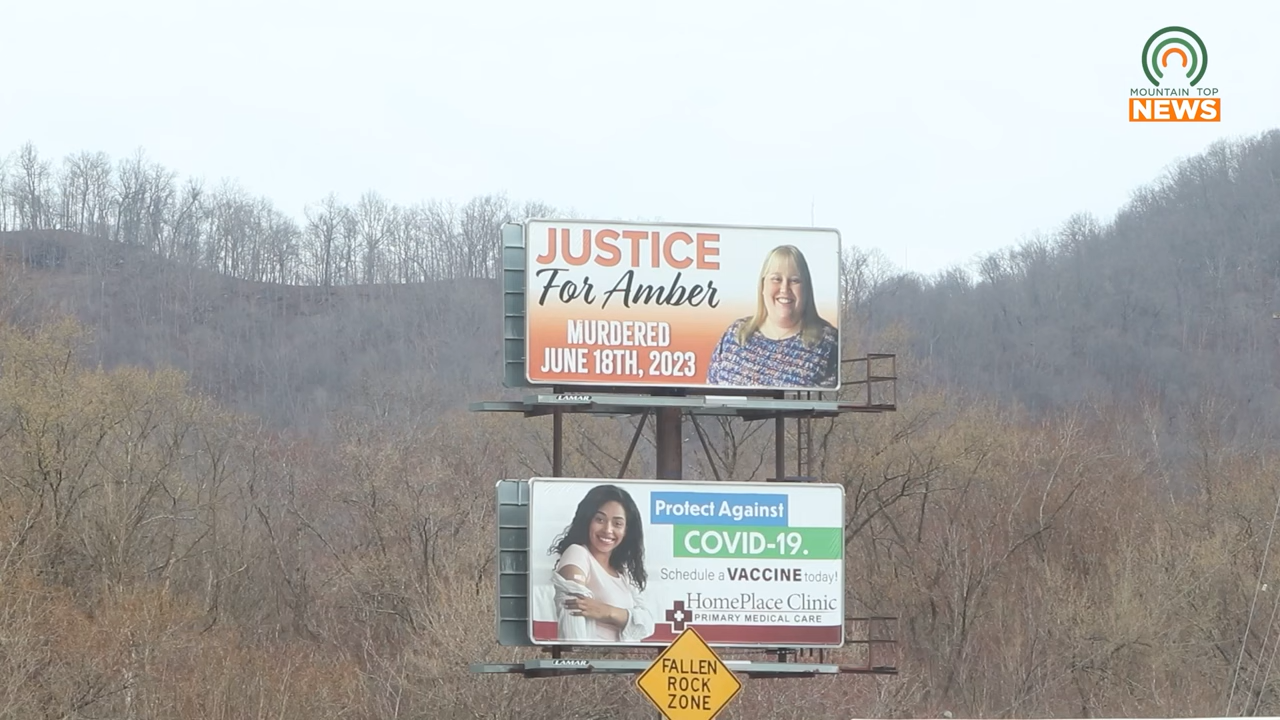 MOUNTAIN TOP
NEWS
JUSTICE
For Amber
MURDERED
JUNE 18TH, 2023
LAMAR
Protect Against
COVID-19.
Schedule a VACCINE today!
HomePlace Clinic
PRIMARY MEDICAL CARE
LAMAR
FALLEN
ROCK
ZONE